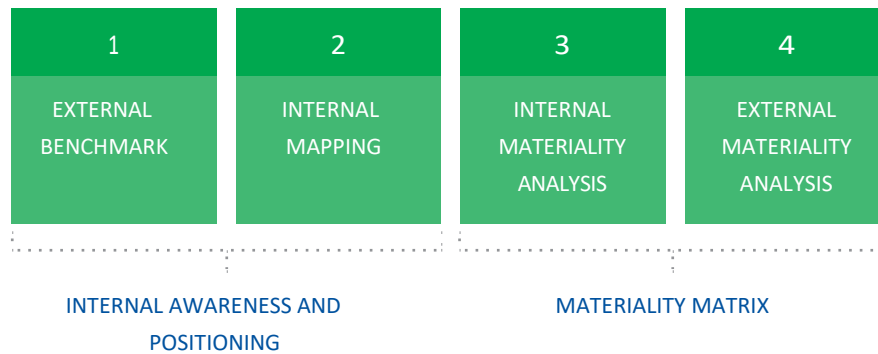 1
EXTERNAL
BENCHMARK
2
INTERNAL
MAPPING
3
INTERNAL
MATERIALITY
ANALYSIS
4
EXTERNAL
MATERIALITY
ANALYSIS
INTERNAL AWARENESS AND
POSITIONING
MATERIALITY MATRIX